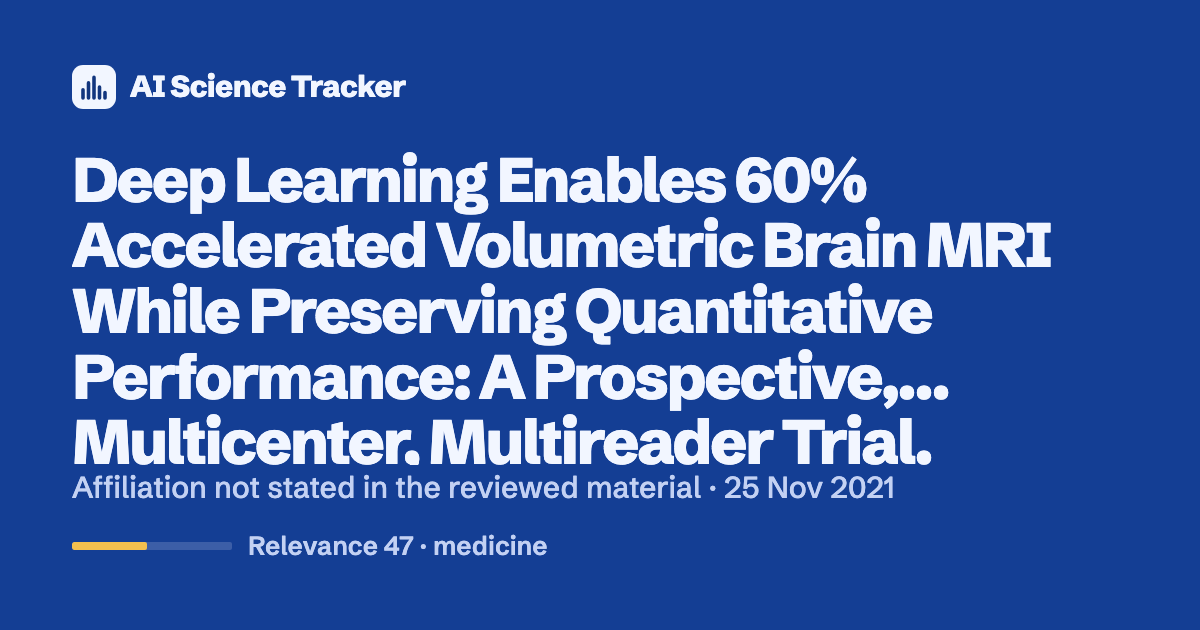 AI Science Tracker
Deep Learning Enables 60%
Accelerated Volumetric Brain MRI
While Preserving Quantitative
Performance: A Prospective,...
Multicenter, Multireader Trial.
Affiliation not stated in the reviewed material · 25 Nov 2021
Relevance 47 · medicine